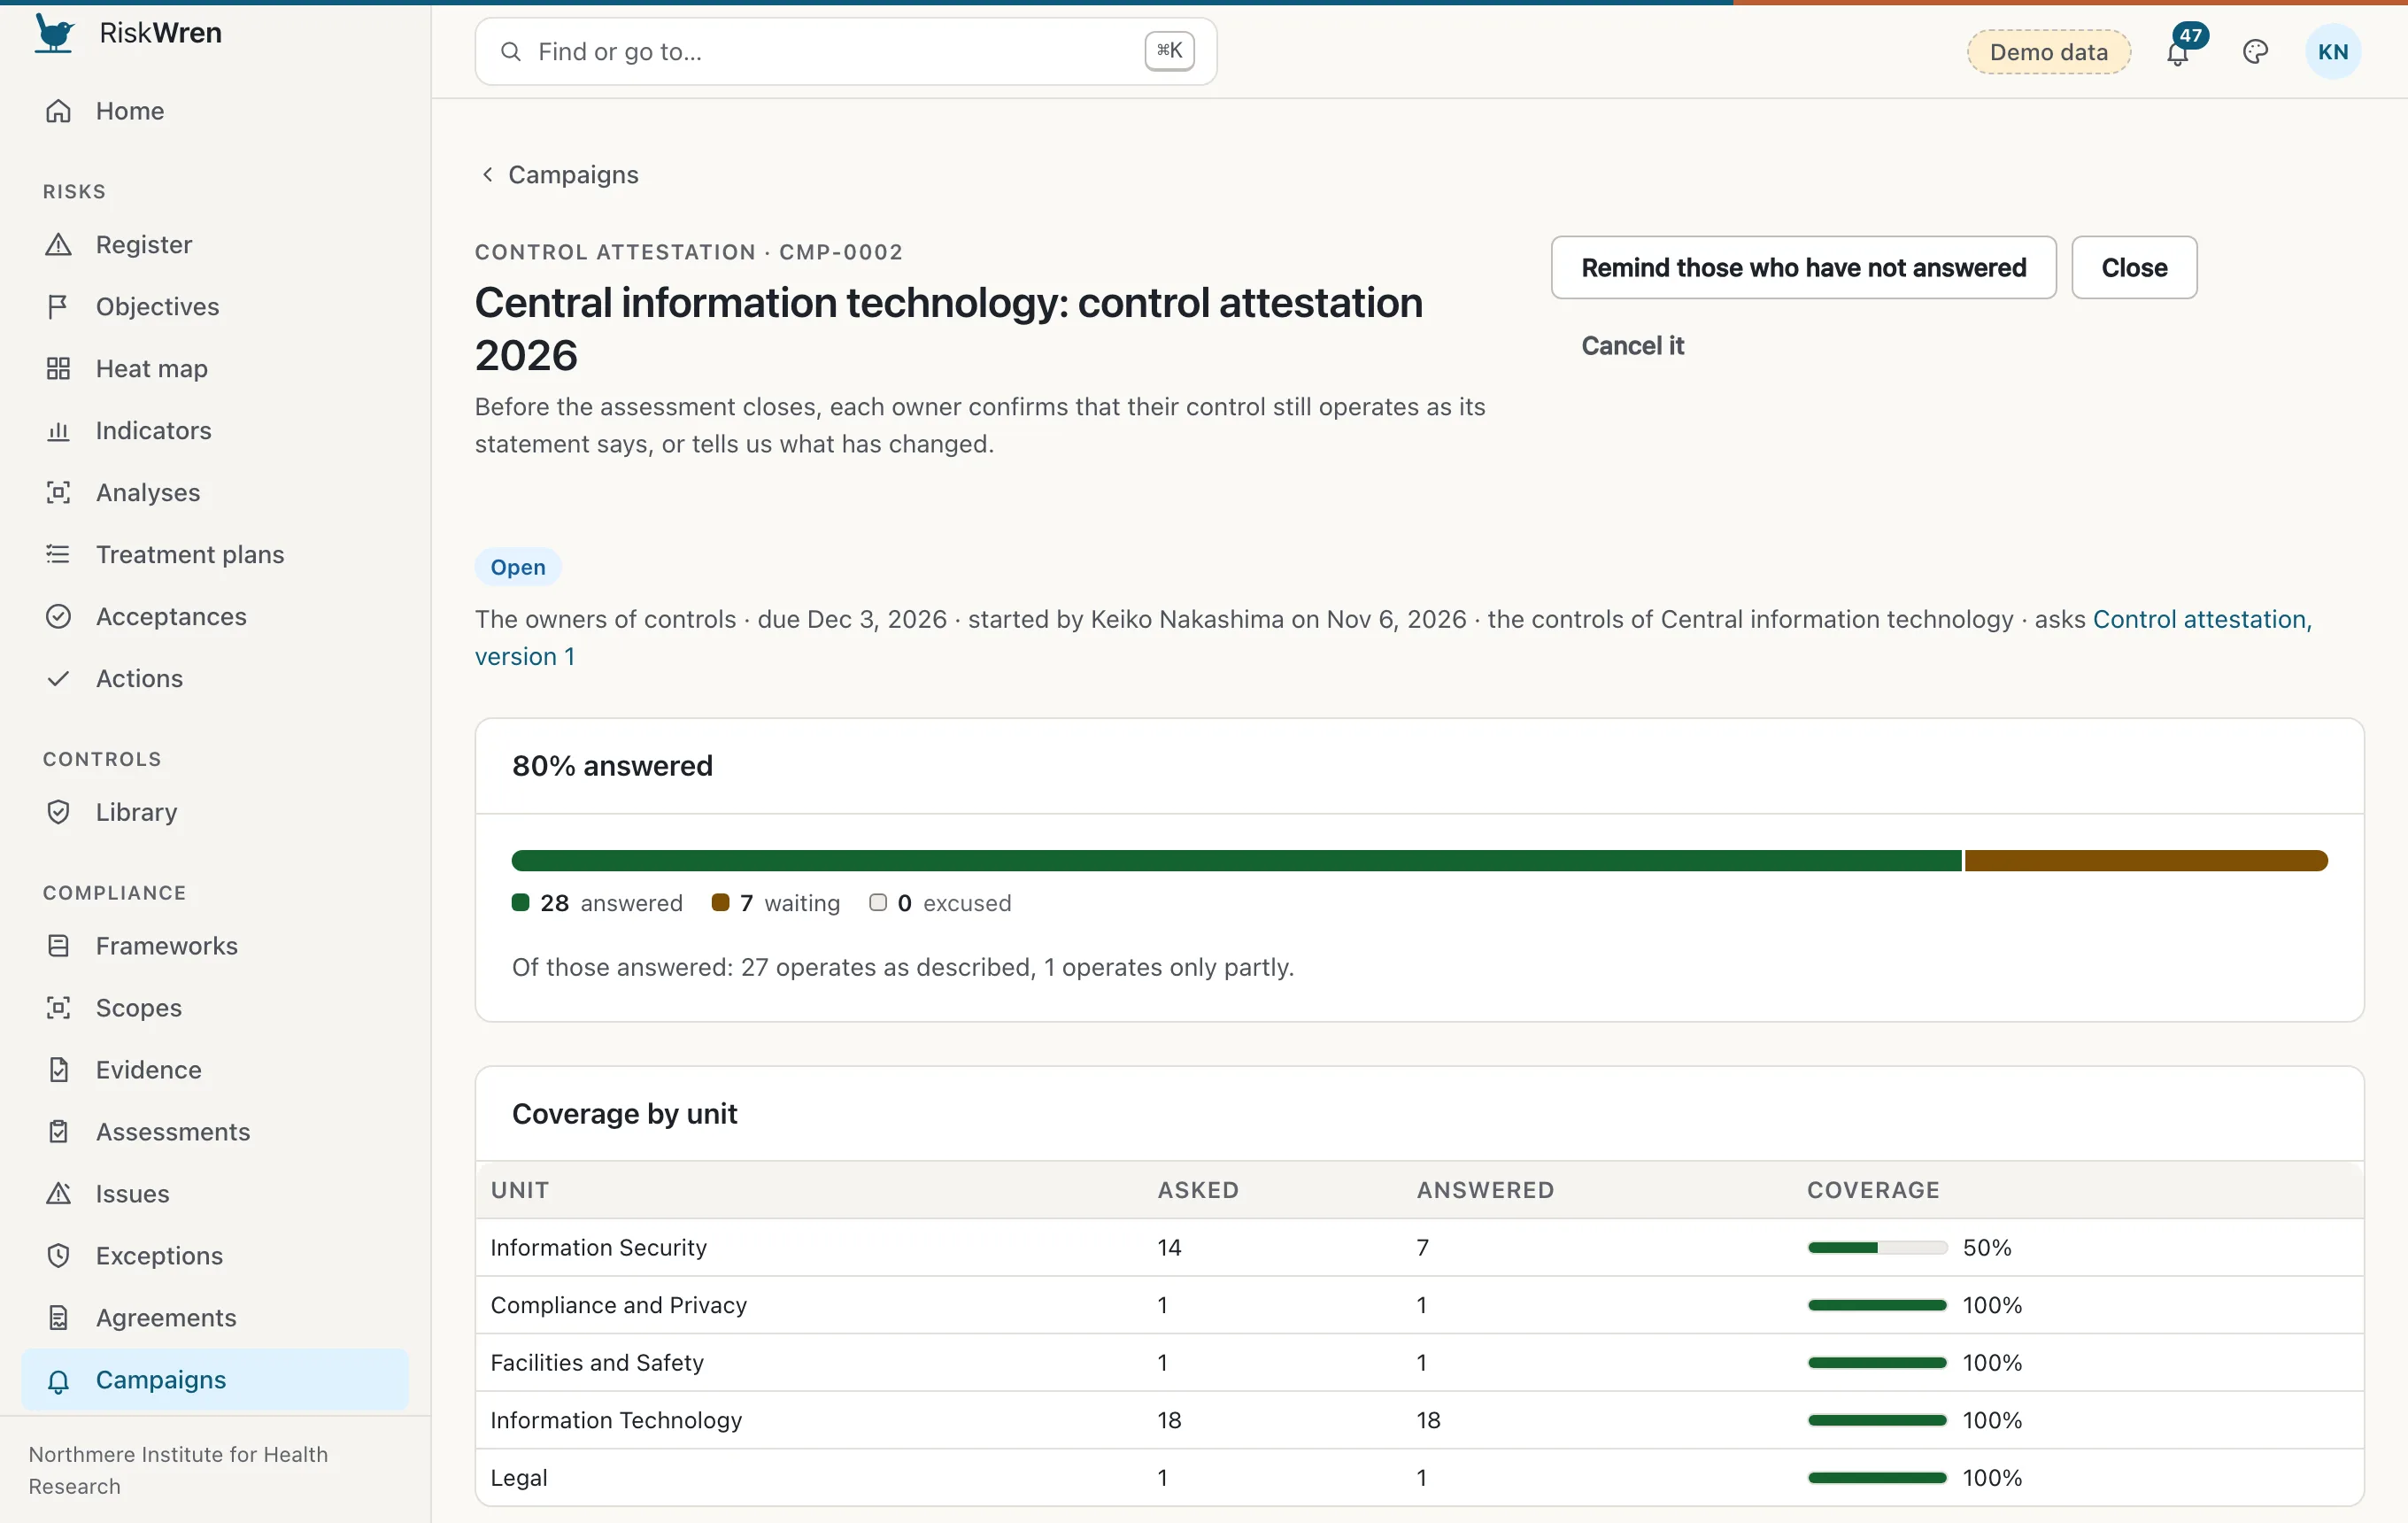 RiskWren
Find or go to...
⌘K
Demo data
47
KN
Home
RISKS
Register
Objectives
Heat map
Indicators
Analyses
Treatment plans
Acceptances
Actions
CONTROLS
Library
COMPLIANCE
Frameworks
Scopes
Evidence
Assessments
Issues
Exceptions
Agreements
Campaigns
Northmere Institute for Health
Research
Campaigns
CONTROL ATTESTATION · CMP-0002
Central information technology: control attestation
2026
Before the assessment closes, each owner confirms that their control still operates as its
statement says, or tells us what has changed.
Remind those who have not answered
Close
Cancel it
Open
The owners of controls · due Dec 3, 2026 · started by Keiko Nakashima on Nov 6, 2026 · the controls of Central information technology · asks Control attestation,
version 1
80% answered
28 answered 7 waiting 0 excused
Of those answered: 27 operates as described, 1 operates only partly.
Coverage by unit
UNIT ASKED ANSWERED COVERAGE
Information Security 14 7 50%
Compliance and Privacy 1 1 100%
Facilities and Safety 1 1 100%
Information Technology 18 18 100%
Legal 1 1 100%